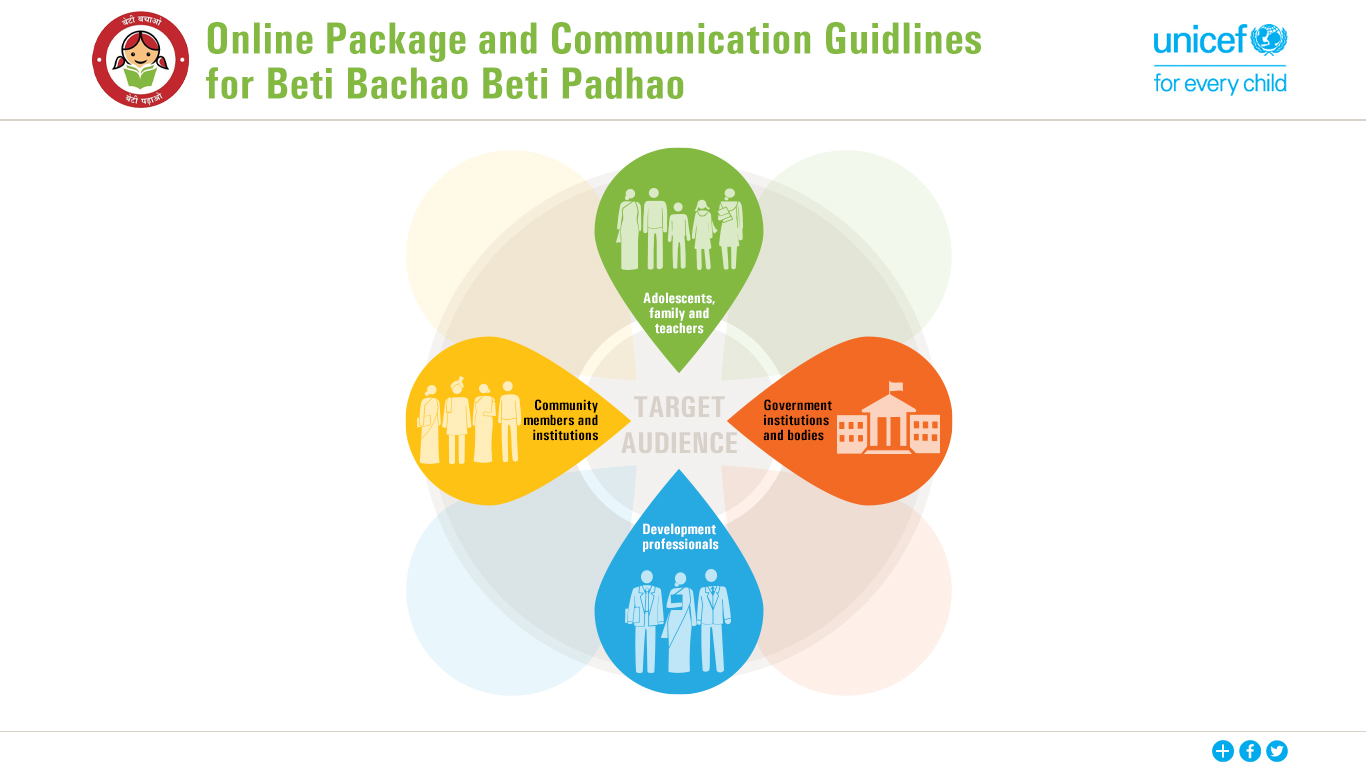 बेटी बचाओ
बेटी पढ़ाओ
Online Package and Communication Guidlines
for Beti Bachao Beti Padhao
unicef
for every child
Adolescents,
family and
teachers
Community
members and
institutions
TARGET
AUDIENCE
Government
institutions
and bodies
Development
professionals